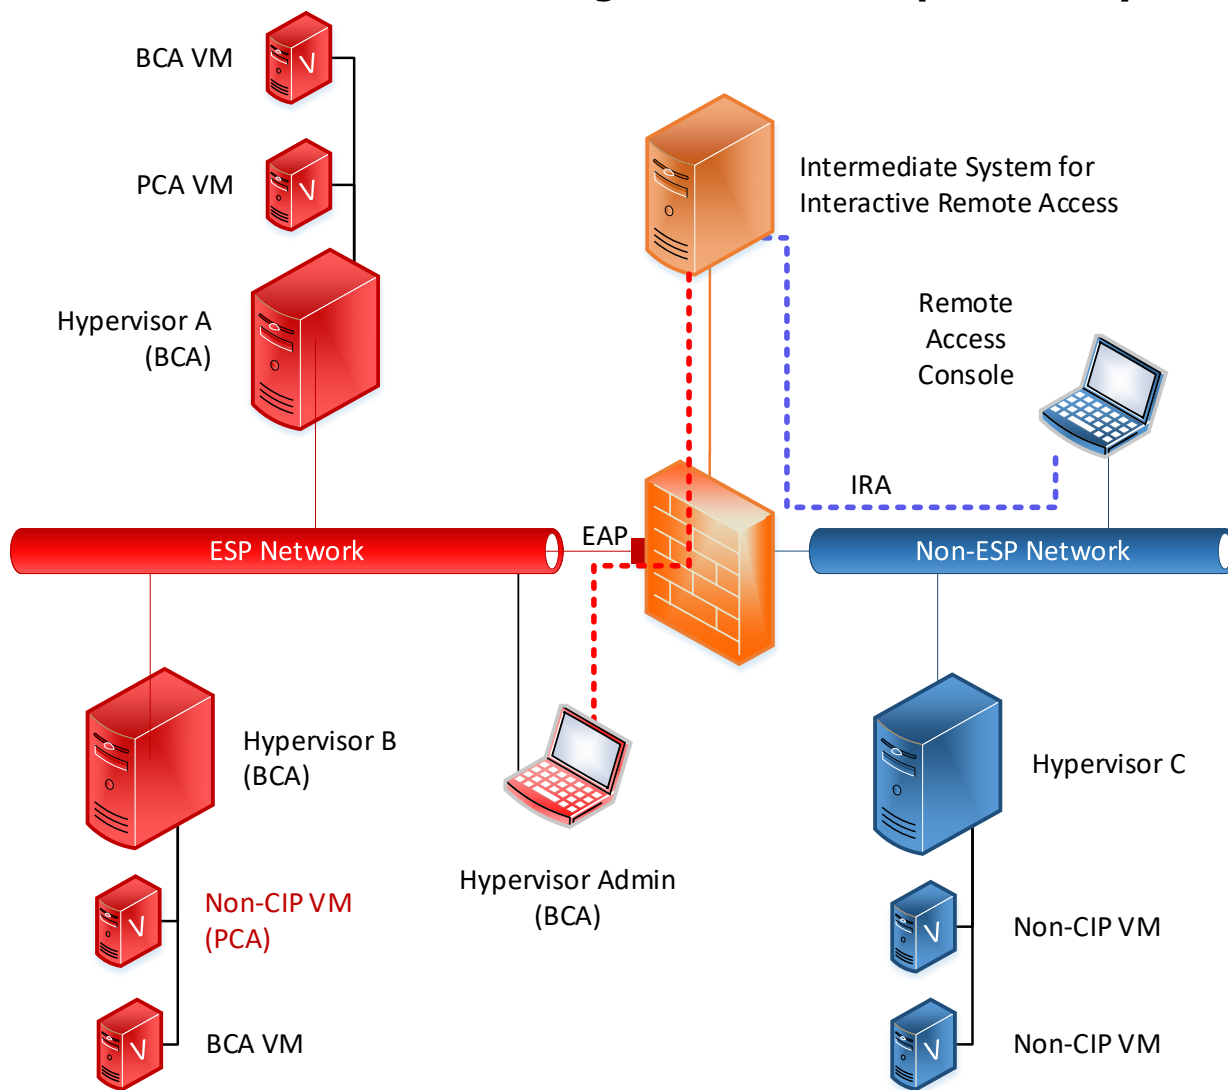 BCA VM
PCA VM
Hypervisor A
(BCA)
Intermediate System for
Interactive Remote Access
Remote
Access
Console
IRA
ESP Network
EAP
Non-ESP Network
Hypervisor B
(BCA)
Hypervisor C
Hypervisor Admin
(BCA)
Non-CIP VM
(PCA)
BCA VM
Non-CIP VM
Non-CIP VM
V
V
V
V
V
V